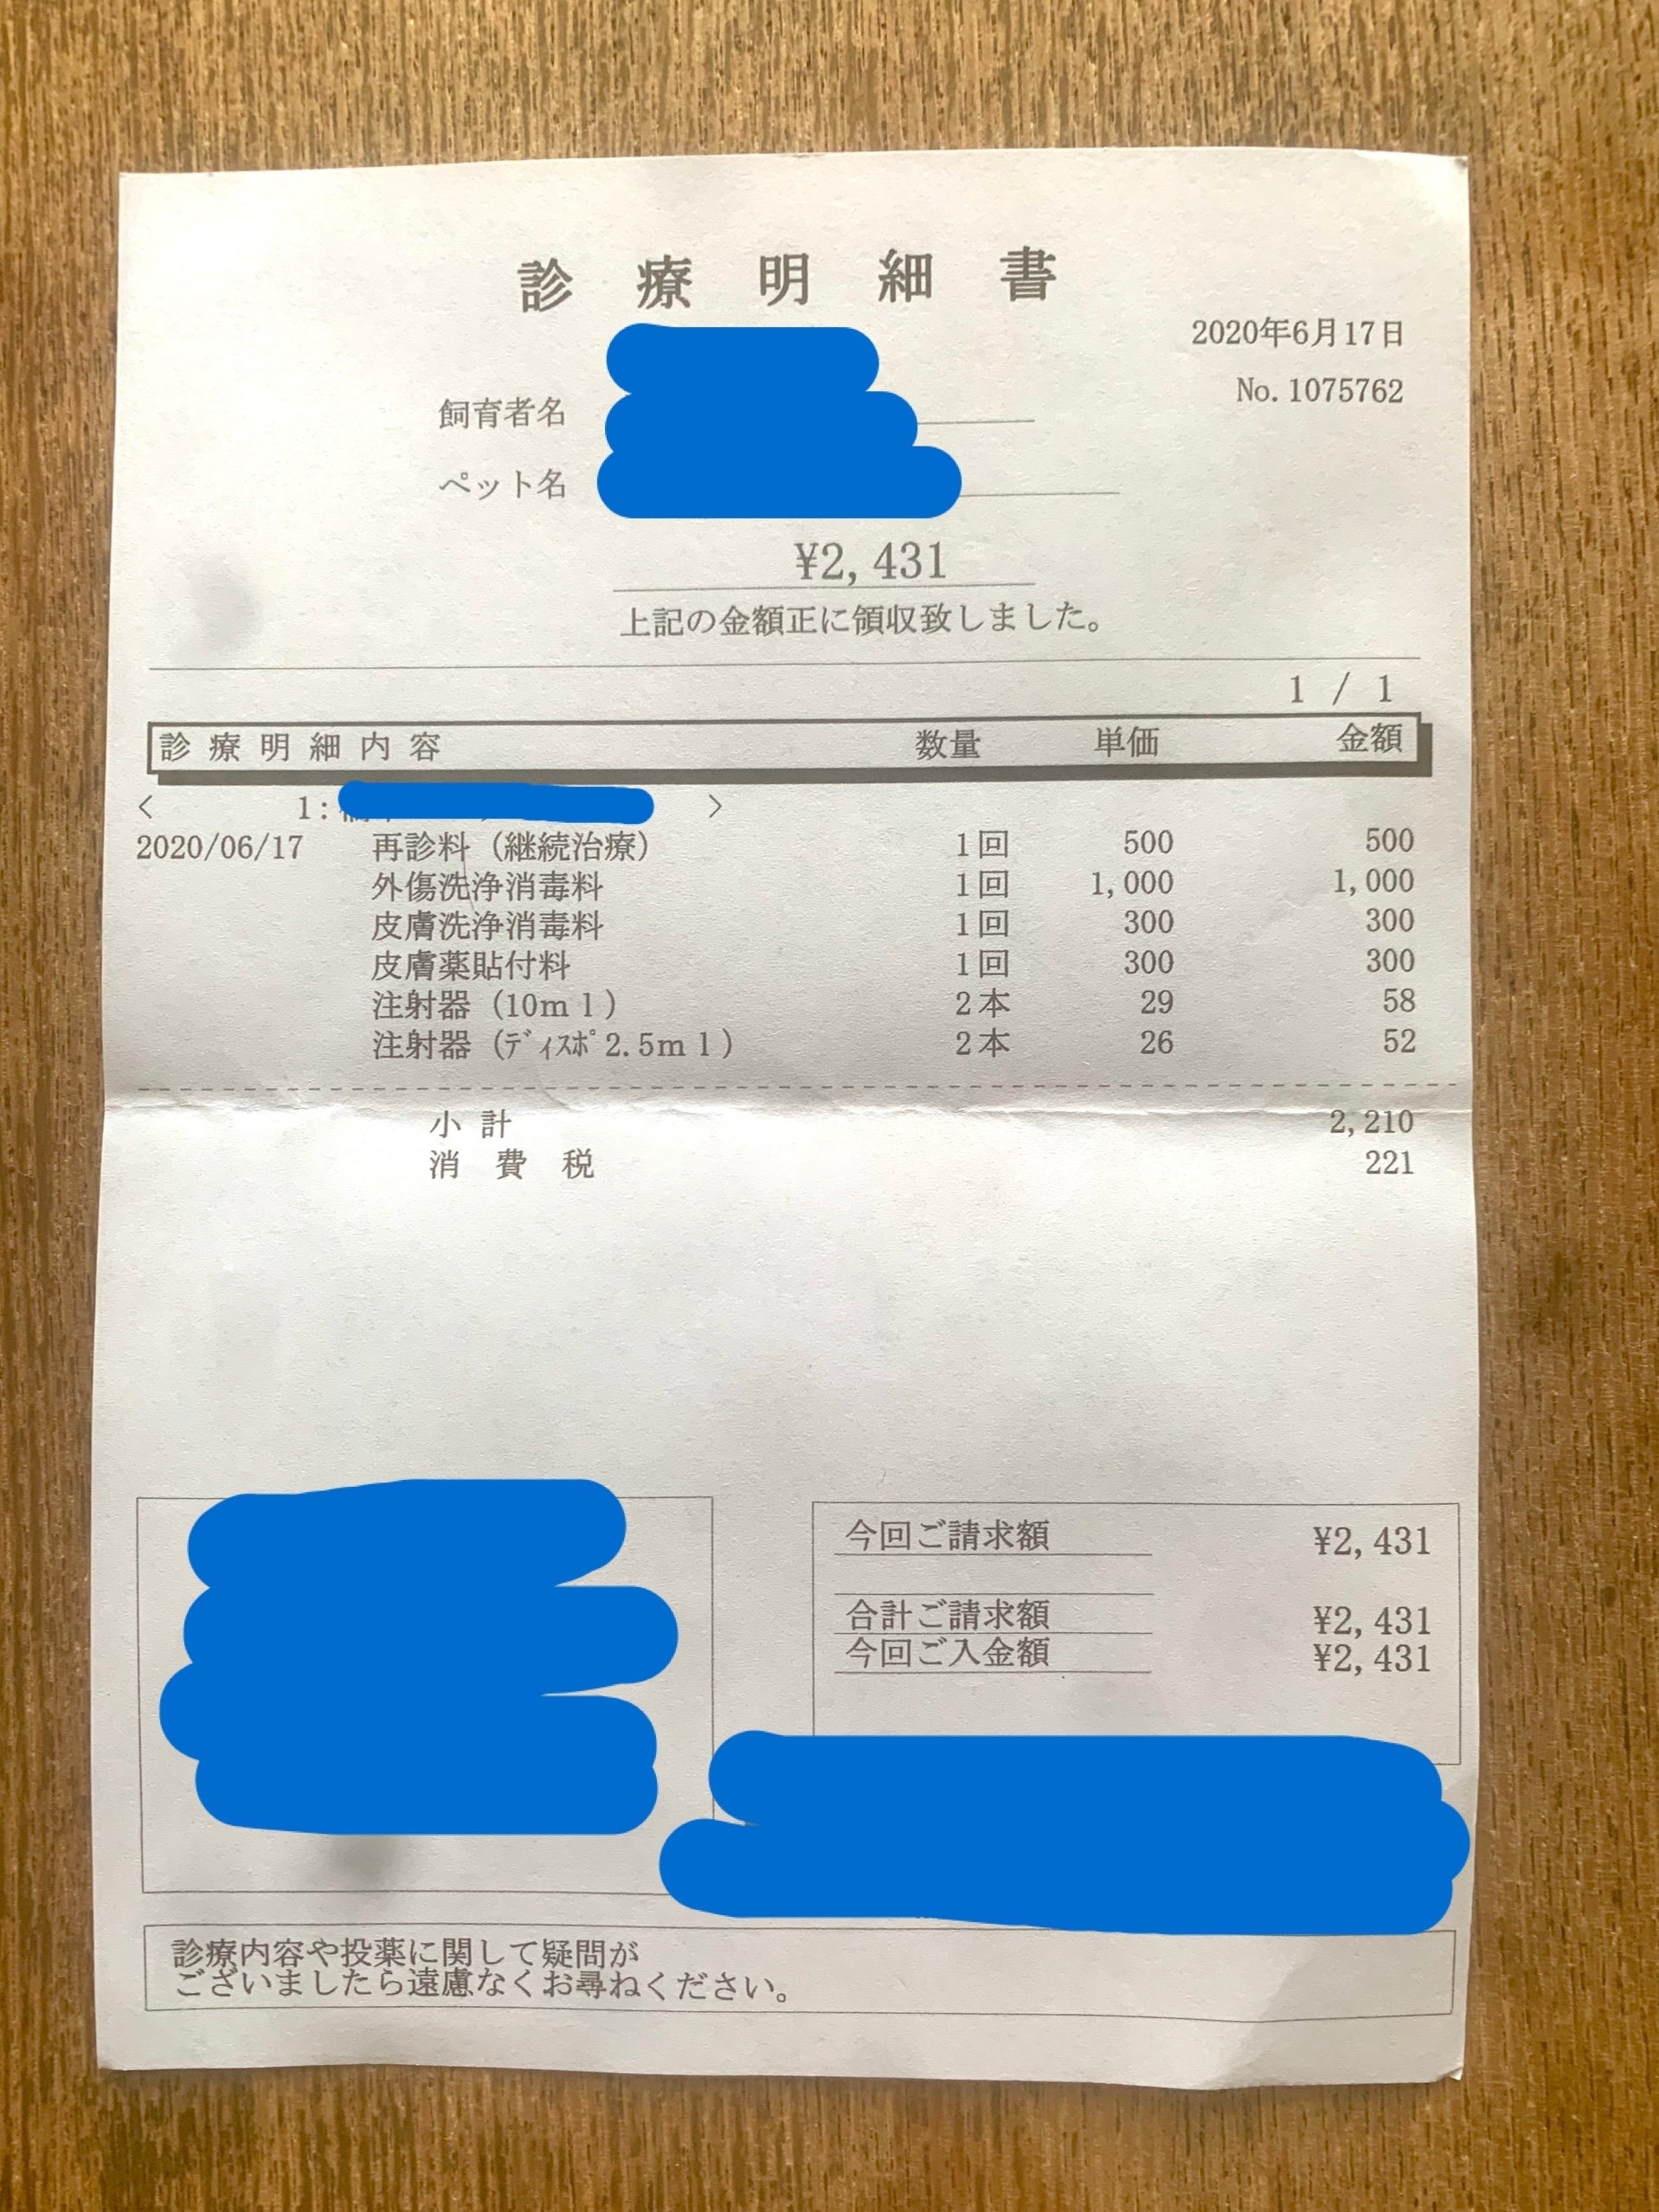 診療明細書
2020年6月17日
No.1075762
飼育者名
ペット名
¥2,431
上記の金額正に領収致しました。
1 / 1
診療明細内容 数量 単価 金額
< 1: >
2020/06/17 再診料（継続治療） 1回 500 500
外傷洗浄消毒料 1回 1,000 1,000
皮膚洗浄消毒料 1回 300 300
皮膚薬貼付料 1回 300 300
注射器（10ml） 2本 29 58
注射器（ﾃﾞｨｽﾎﾟ2.5ml） 2本 26 52
小計 2,210
消費税 221
今回ご請求額 ¥2,431
合計ご請求額 ¥2,431
今回ご入金額 ¥2,431
診療内容や投薬に関して疑問が
ございましたら遠慮なくお尋ねください。